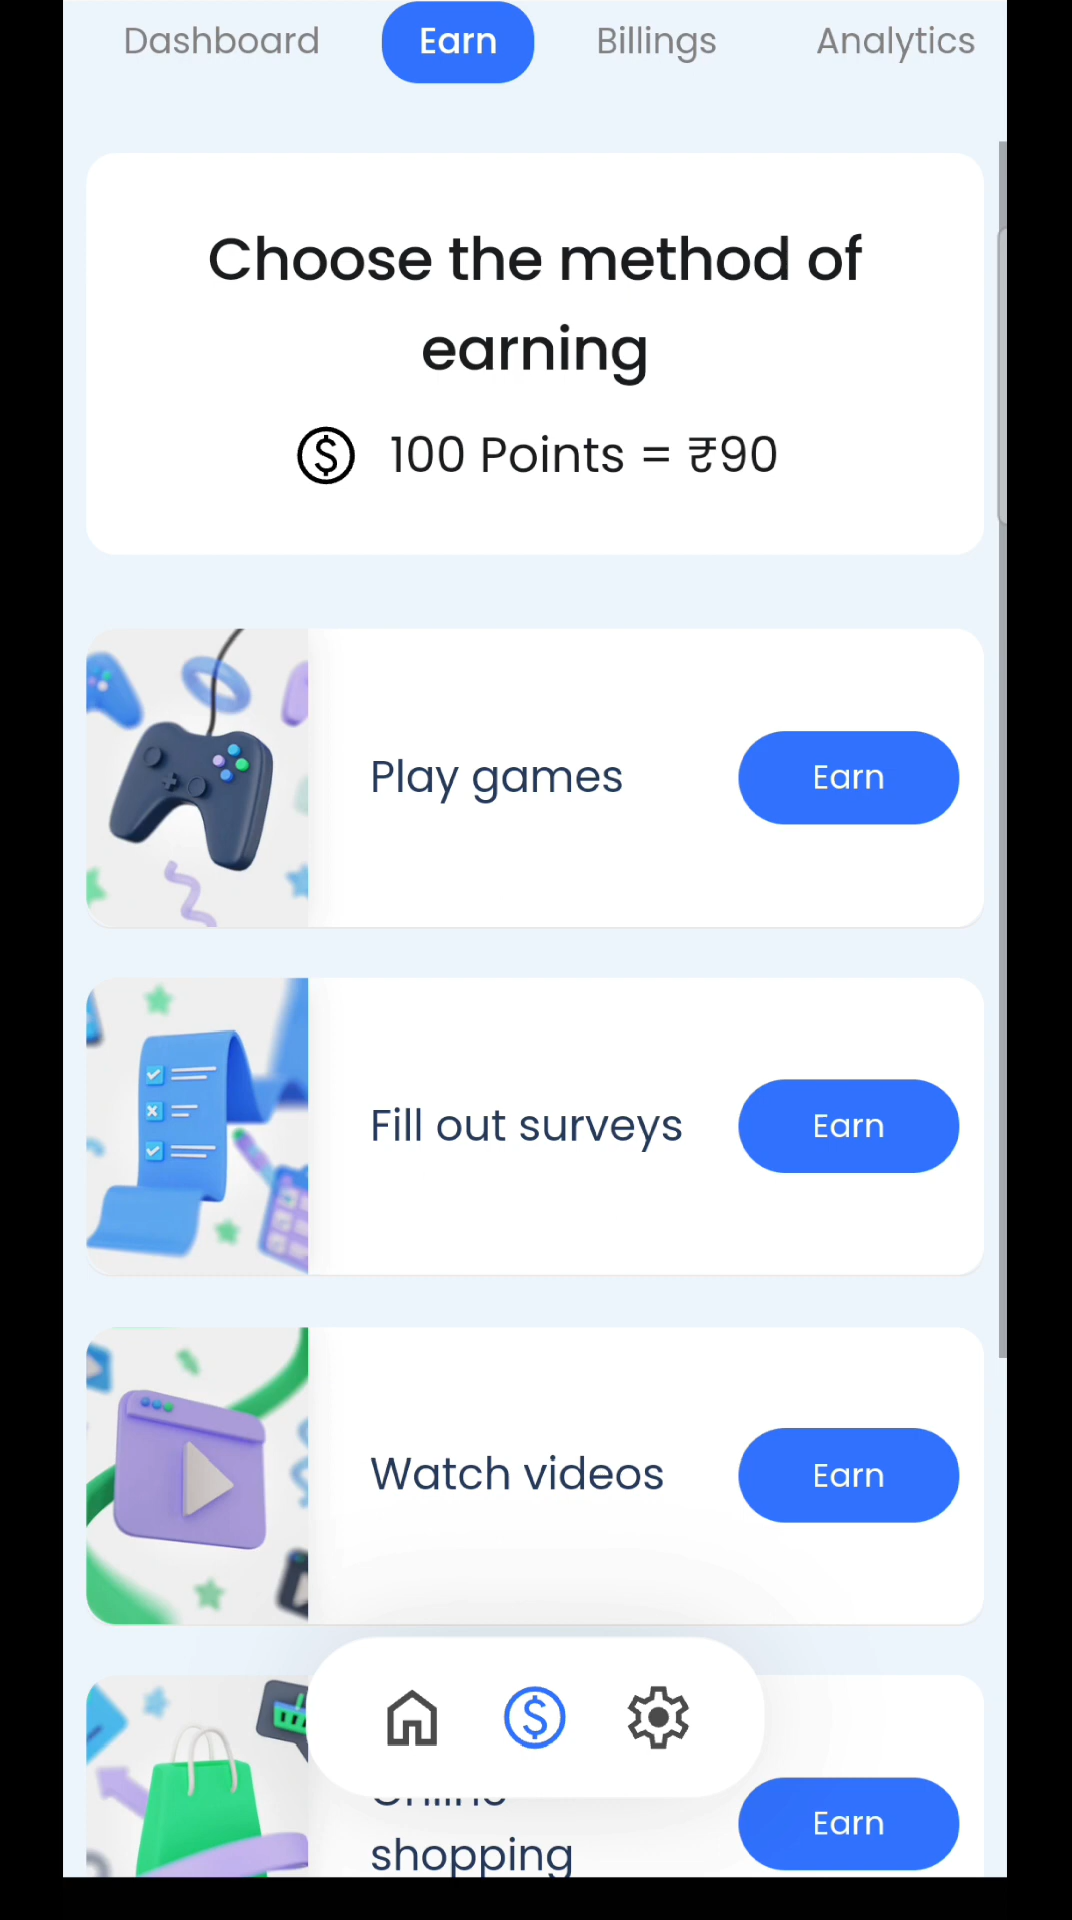 Dashboard Earn Billings Analytics
Choose the method of
earning
100 Points = ₹90
Play games Earn
Fill out surveys Earn
Watch videos Earn
Online
shopping Earn